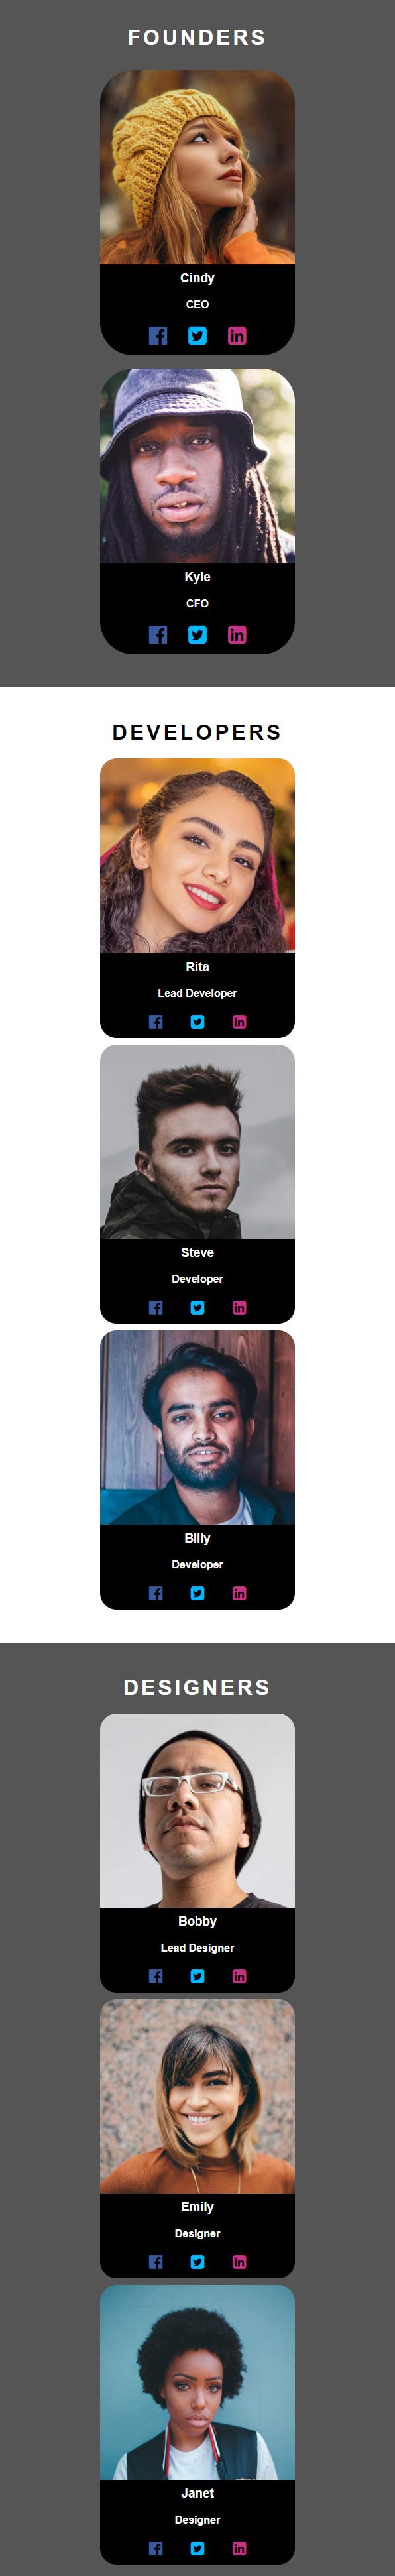 FOUNDERS
Cindy
CEO
Kyle
CFO
DEVELOPERS
Rita
Lead Developer
Steve
Developer
Billy
Developer
DESIGNERS
Bobby
Lead Designer
Emily
Designer
Janet
Designer